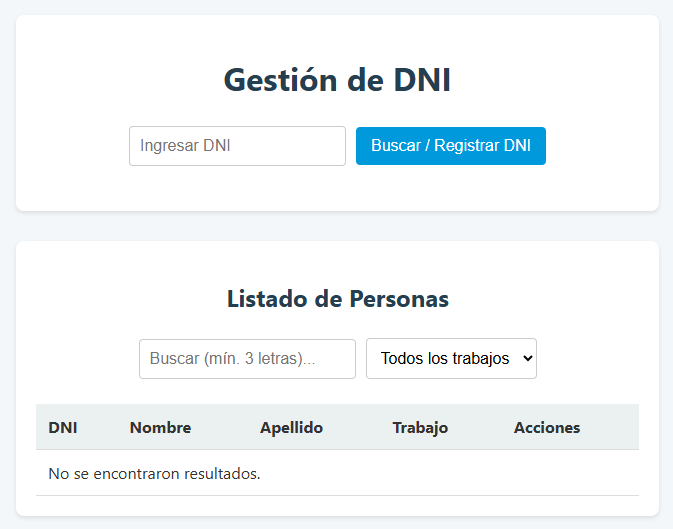 Gestión de DNI
Ingresar DNI Buscar / Registrar DNI
Listado de Personas
Buscar (mín. 3 letras)... Todos los trabajos
DNI Nombre Apellido Trabajo Acciones
No se encontraron resultados.